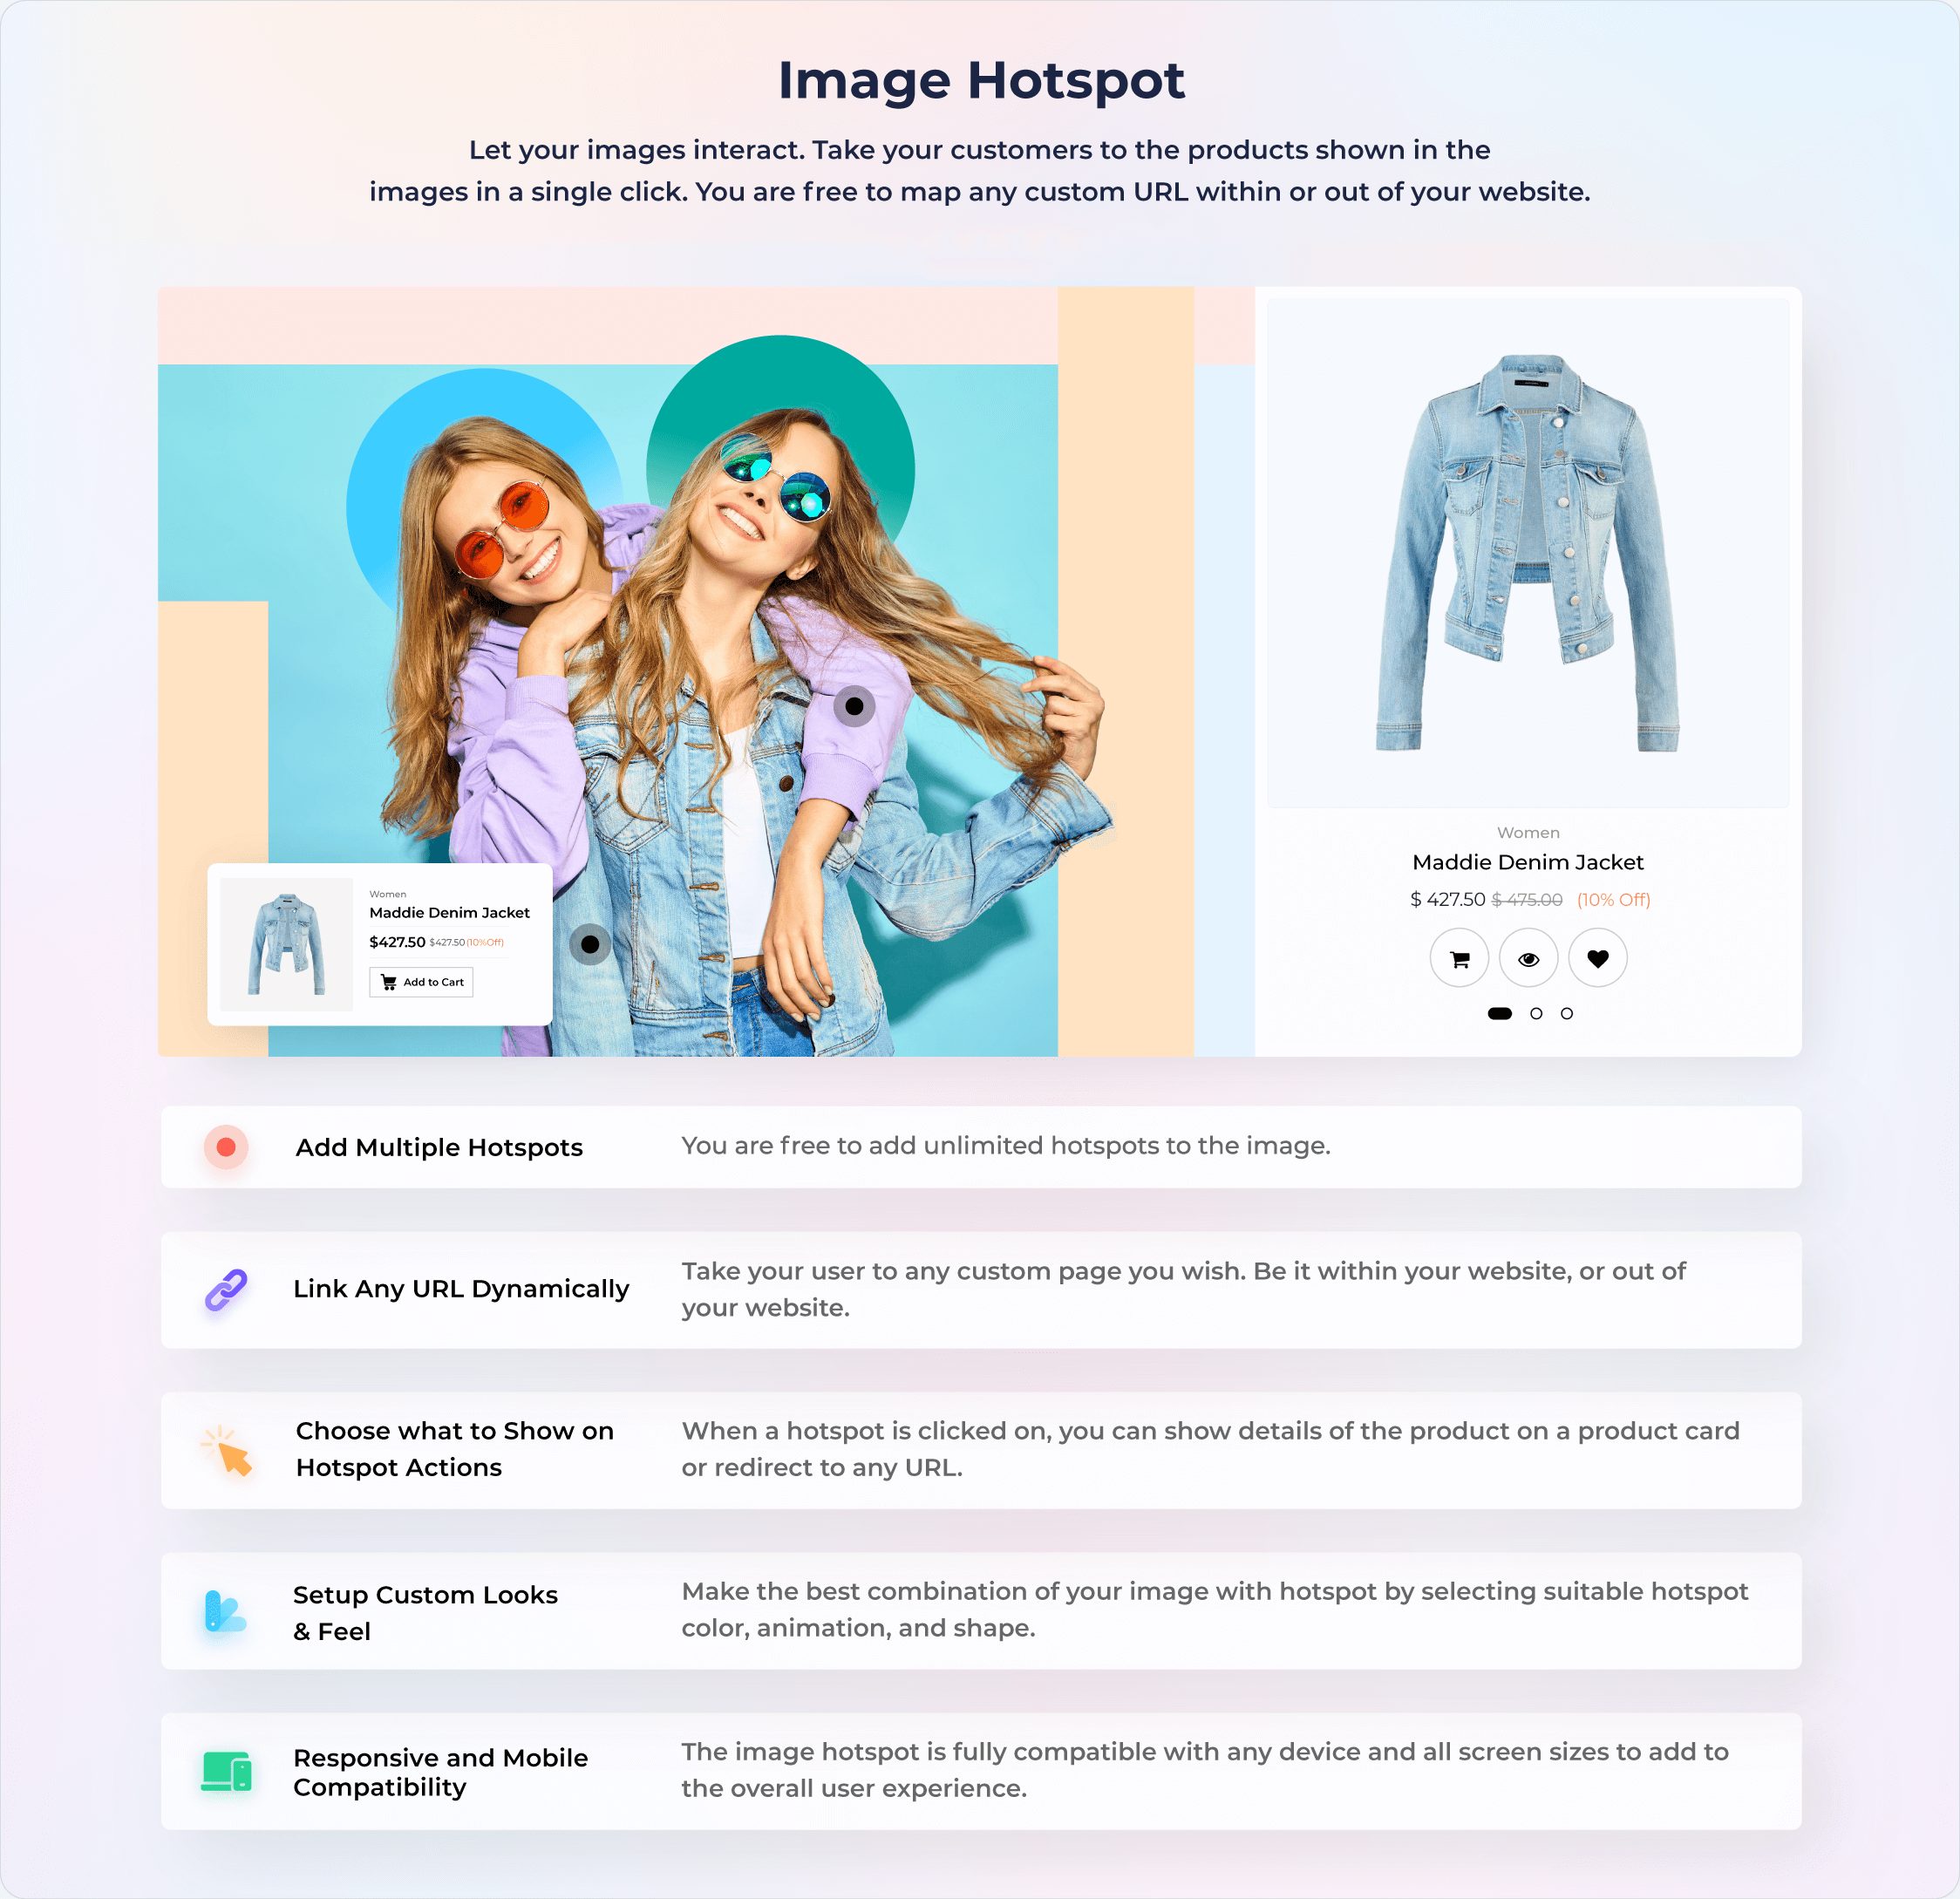 Image Hotspot
Let your images interact. Take your customers to the products shown in the
images in a single click. You are free to map any custom URL within or out of your website.
Women
Maddie Denim Jacket
$427.50 $427.50 (10%Off)
Add to Cart
Women
Maddie Denim Jacket
$ 427.50 $ 475.00 (10% Off)
Add Multiple Hotspots
You are free to add unlimited hotspots to the image.
Link Any URL Dynamically
Take your user to any custom page you wish. Be it within your website, or out of
your website.
Choose what to Show on
Hotspot Actions
When a hotspot is clicked on, you can show details of the product on a product card
or redirect to any URL.
Setup Custom Looks
& Feel
Make the best combination of your image with hotspot by selecting suitable hotspot
color, animation, and shape.
Responsive and Mobile
Compatibility
The image hotspot is fully compatible with any device and all screen sizes to add to
the overall user experience.